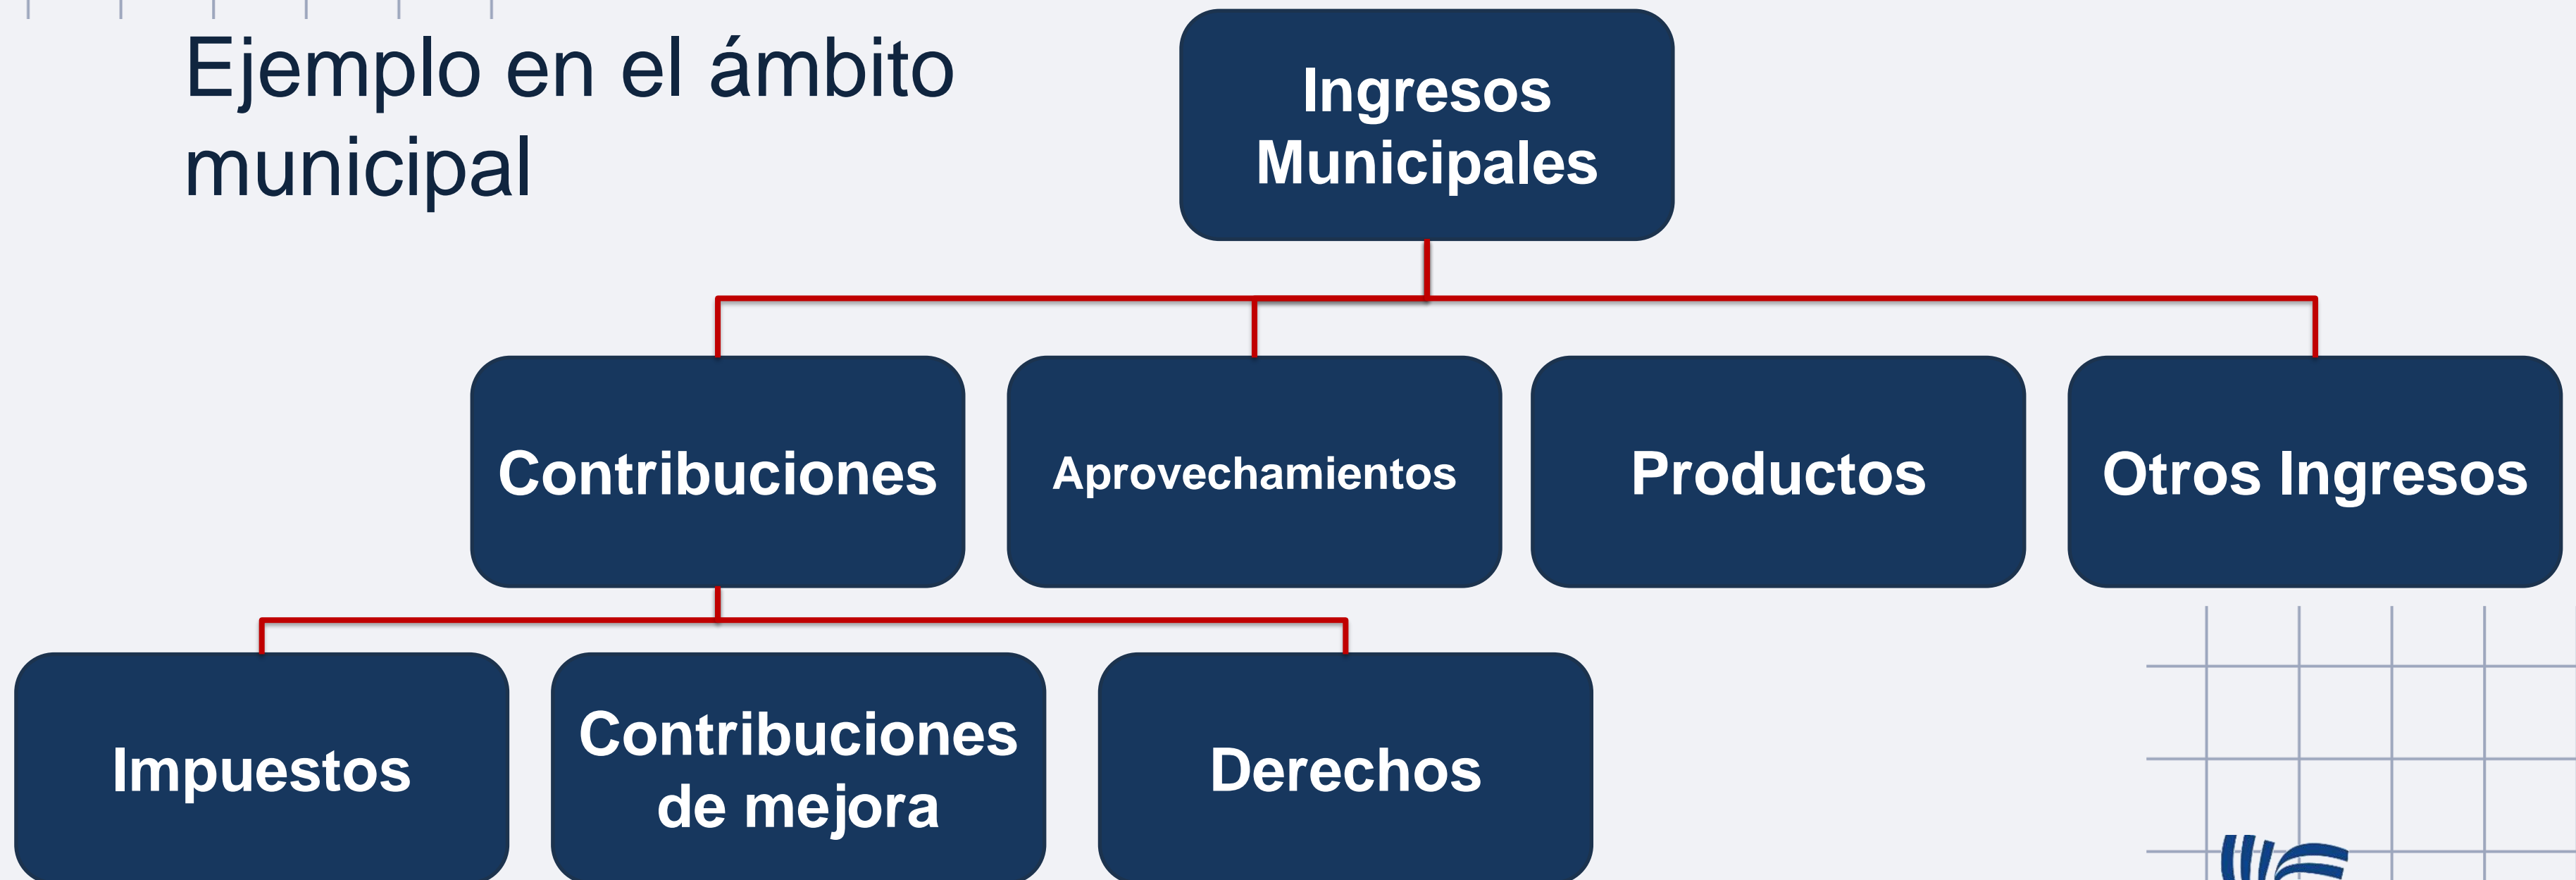 Ejemplo en el ámbito
municipal
Ingresos
Municipales
Contribuciones
Aprovechamientos
Productos
Otros Ingresos
Impuestos
Contribuciones
de mejora
Derechos